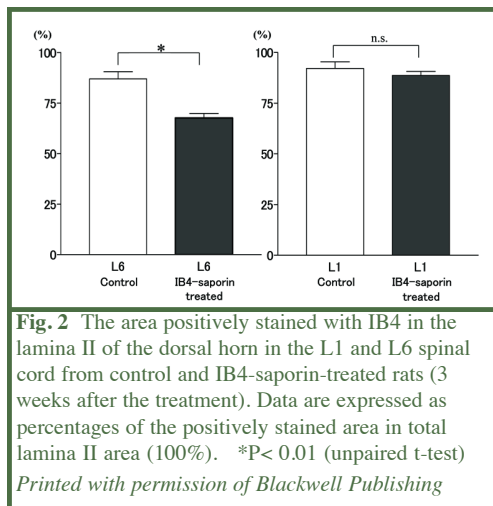 (%)
100
75
50
25
0
*
L6
Control
L6
IB4-saporin
treated
(%)
100
75
50
25
0
n.s.
L1
Control
L1
IB4-saporin
treated
Fig. 2 The area positively stained with IB4 in the
lamina II of the dorsal horn in the L1 and L6 spinal
cord from control and IB4-saporin-treated rats (3
weeks after the treatment). Data are expressed as
percentages of the positively stained area in total
lamina II area (100%). *P< 0.01 (unpaired t-test)
Printed with permission of Blackwell Publishing